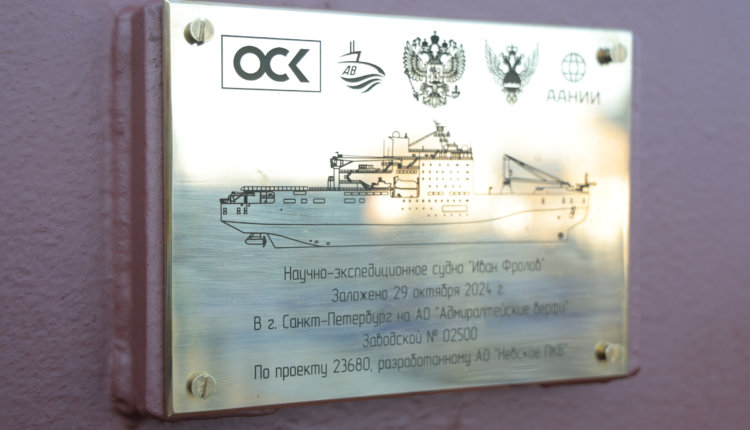 ОСК
АВ
ААНИИ
Научно-экспедиционное судно "Иван Фролов"
Заложено 29 октября 2024 г.
В г. Санкт-Петербург на АО "Адмиралтейские верфи"
Заводской № 02500
По проекту 23680, разработанному АО "Невское ПКБ"